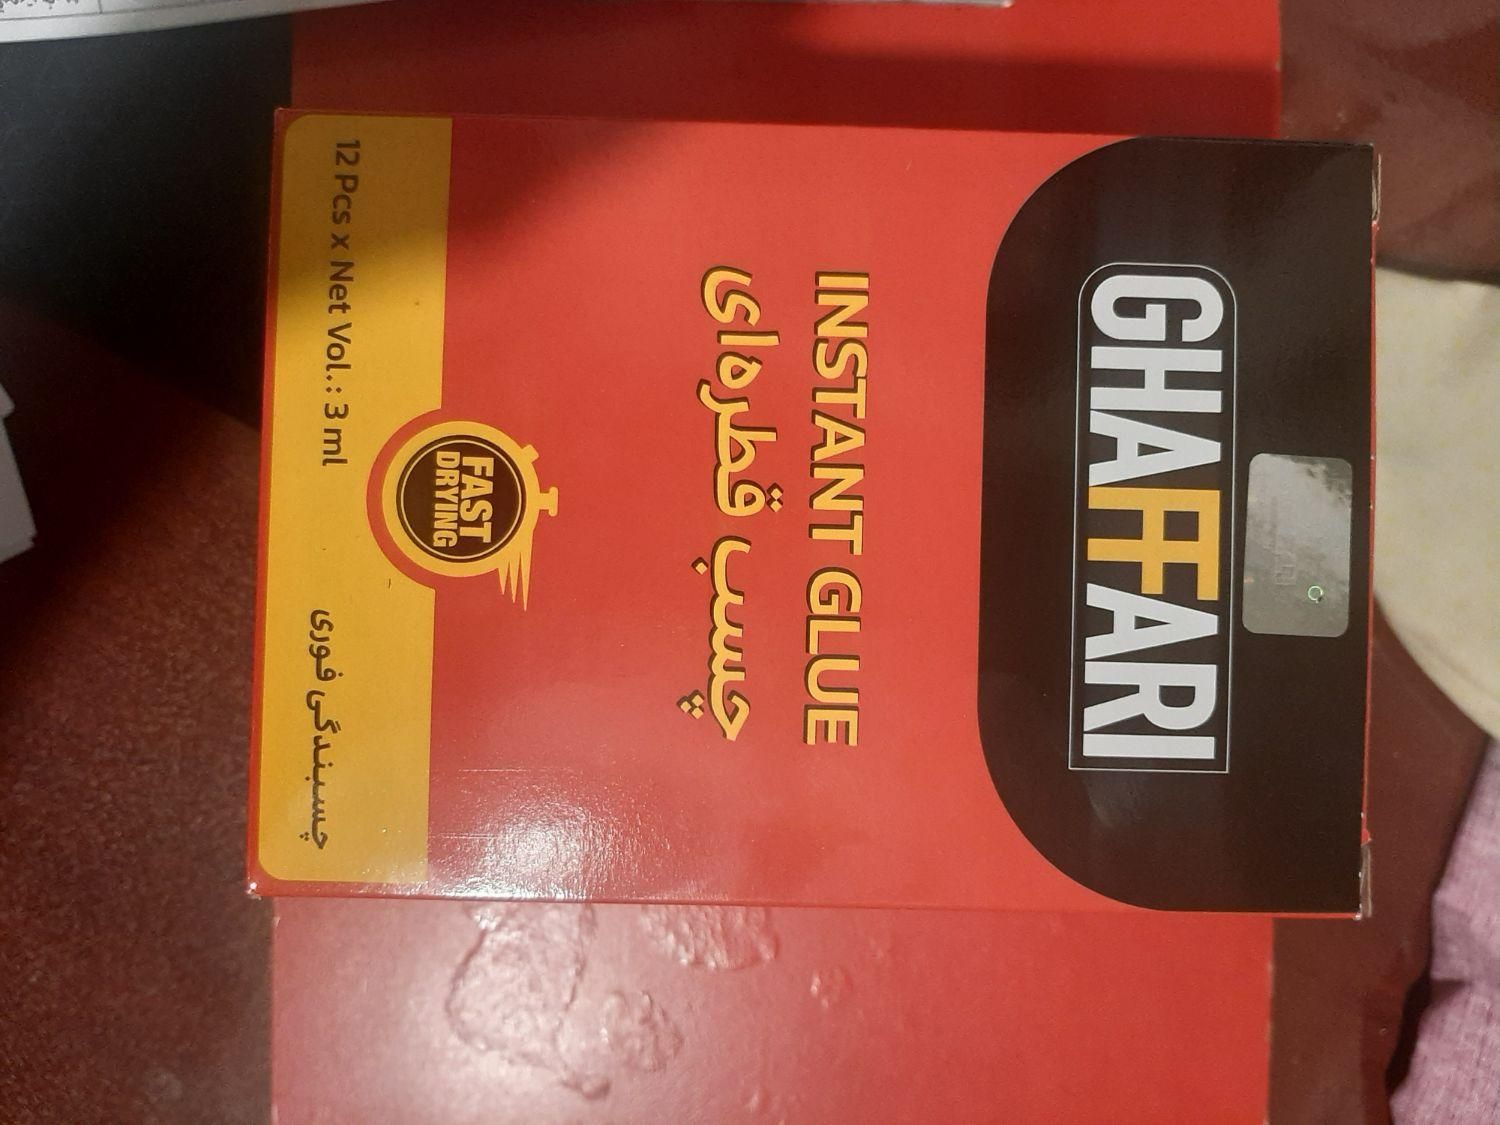 GHAFFARI
INSTANT GLUE
چسب قطره‌ای
FAST
DRYING
12 Pcs x Net Vol.: 3 ml
چسبندگی فوری